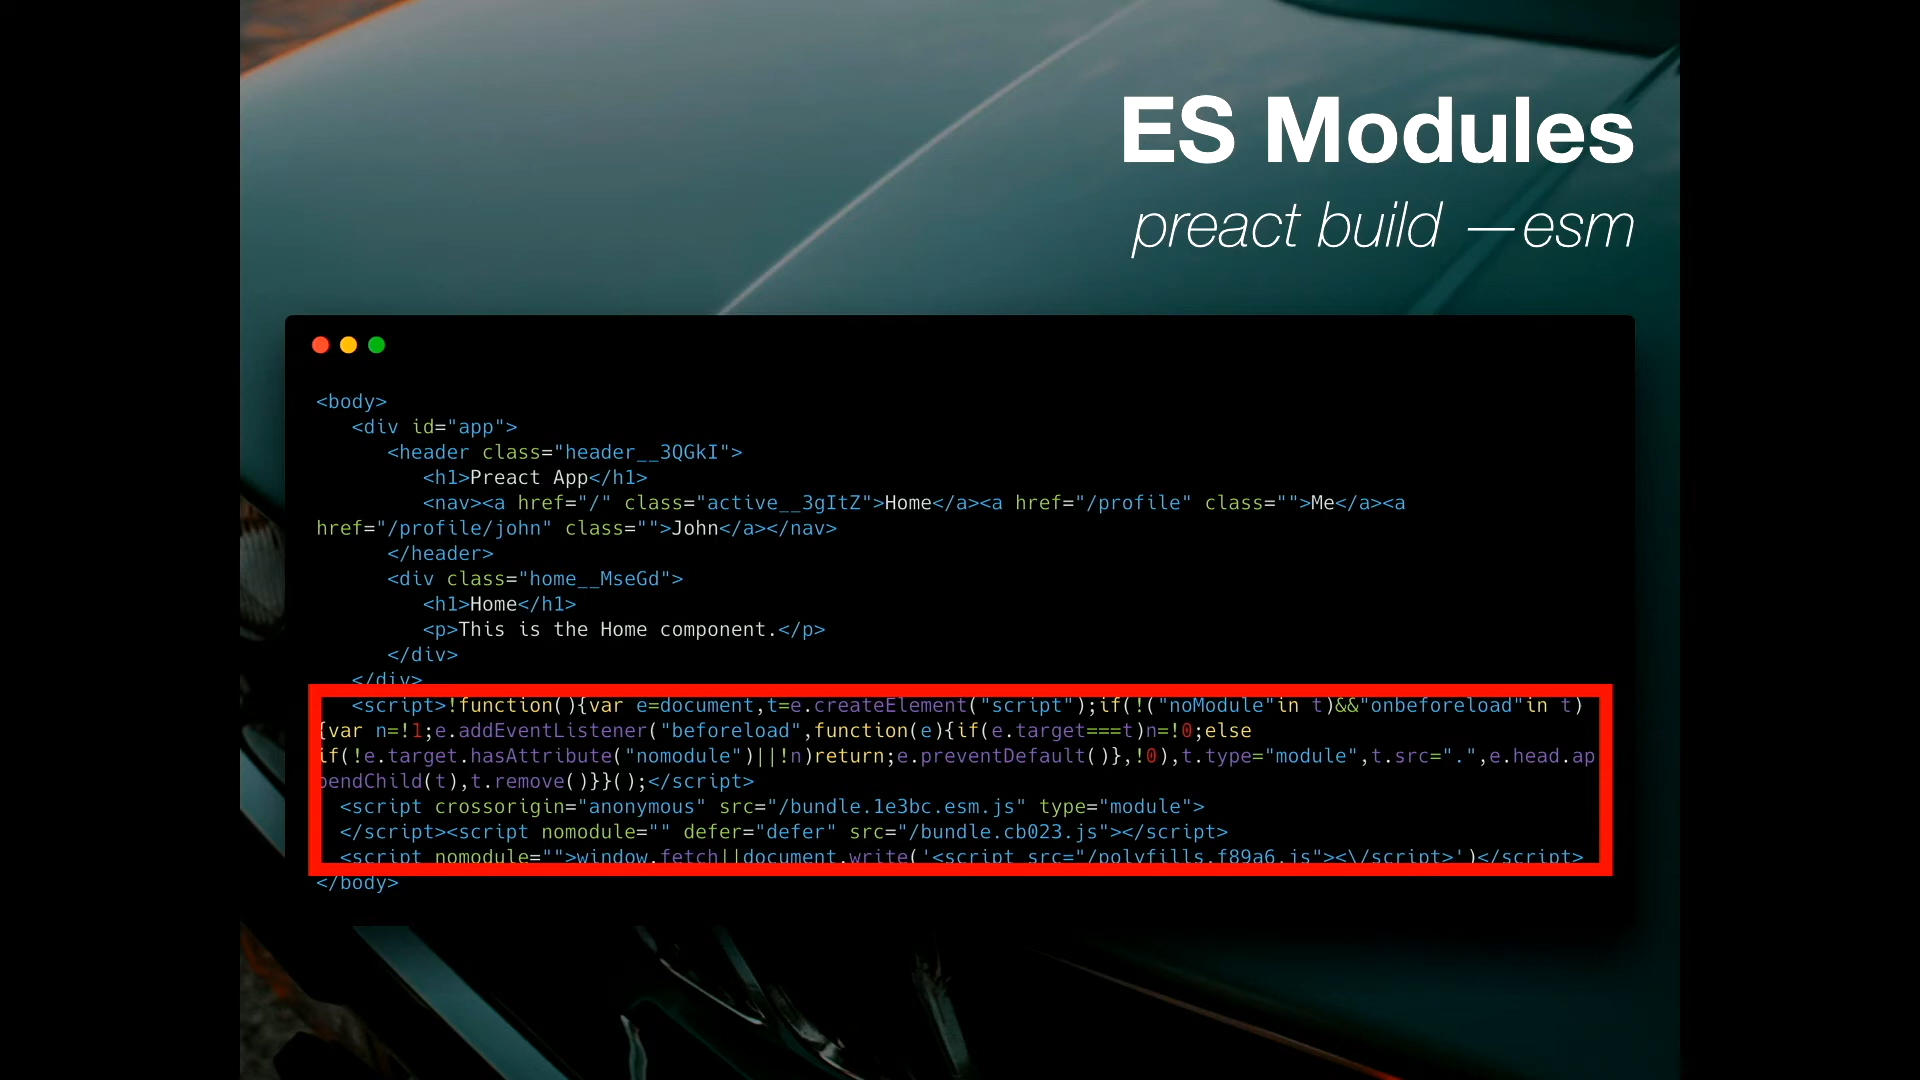 ES Modules
preact build —esm
<body>
<div id="app">
<header class="header__3QGkI">
<h1>Preact App</h1>
<nav><a href="/" class="active__3gItZ">Home</a><a href="/profile" class="">Me</a><a
href="/profile/john" class="">John</a></nav>
</header>
<div class="home__MseGd">
<h1>Home</h1>
<p>This is the Home component.</p>
</div>
</div>
<script>!function(){var e=document,t=e.createElement("script");if(!("noModule"in t)&&"onbeforeload"in t)
{var n=!1;e.addEventListener("beforeload",function(e){if(e.target===t)n=!0;else
if(!e.target.hasAttribute("nomodule")||!n)return;e.preventDefault()},!0),t.type="module",t.src=".",e.head.ap
pendChild(t),t.remove()}}();</script>
<script crossorigin="anonymous" src="/bundle.1e3bc.esm.js" type="module">
</script><script nomodule="" defer="defer" src="/bundle.cb023.js"></script>
<script nomodule="">window.fetch||document.write('<script src="/polyfills.f89a6.js"><\/script>')</script>
</body>